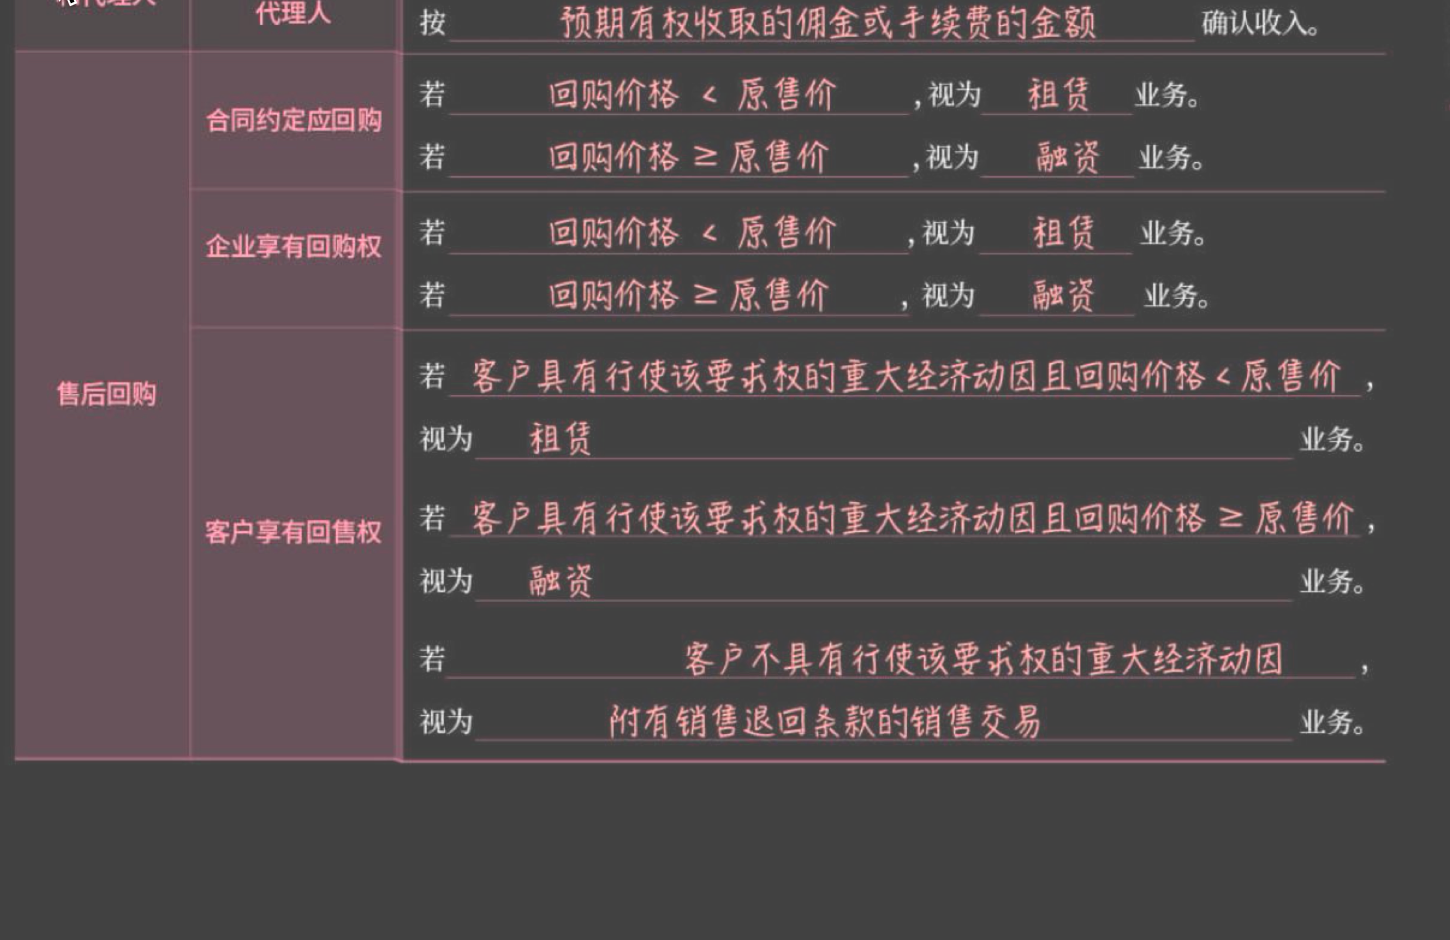 代理人
按 预期有权收取的佣金或手续费的金额 确认收入。
合同约定应回购
若 回购价格 < 原售价 ,视为 租赁 业务。
若 回购价格 ≥ 原售价 ,视为 融资 业务。
企业享有回购权
若 回购价格 < 原售价 ,视为 租赁 业务。
若 回购价格 ≥ 原售价 ,视为 融资 业务。
售后回购
客户享有回售权
若 客户具有行使该要求权的重大经济动因且回购价格 < 原售价 ,
视为 租赁 业务。
若 客户具有行使该要求权的重大经济动因且回购价格 ≥ 原售价 ,
视为 融资 业务。
若 客户不具有行使该要求权的重大经济动因 ,
视为 附有销售退回条款的销售交易 业务。